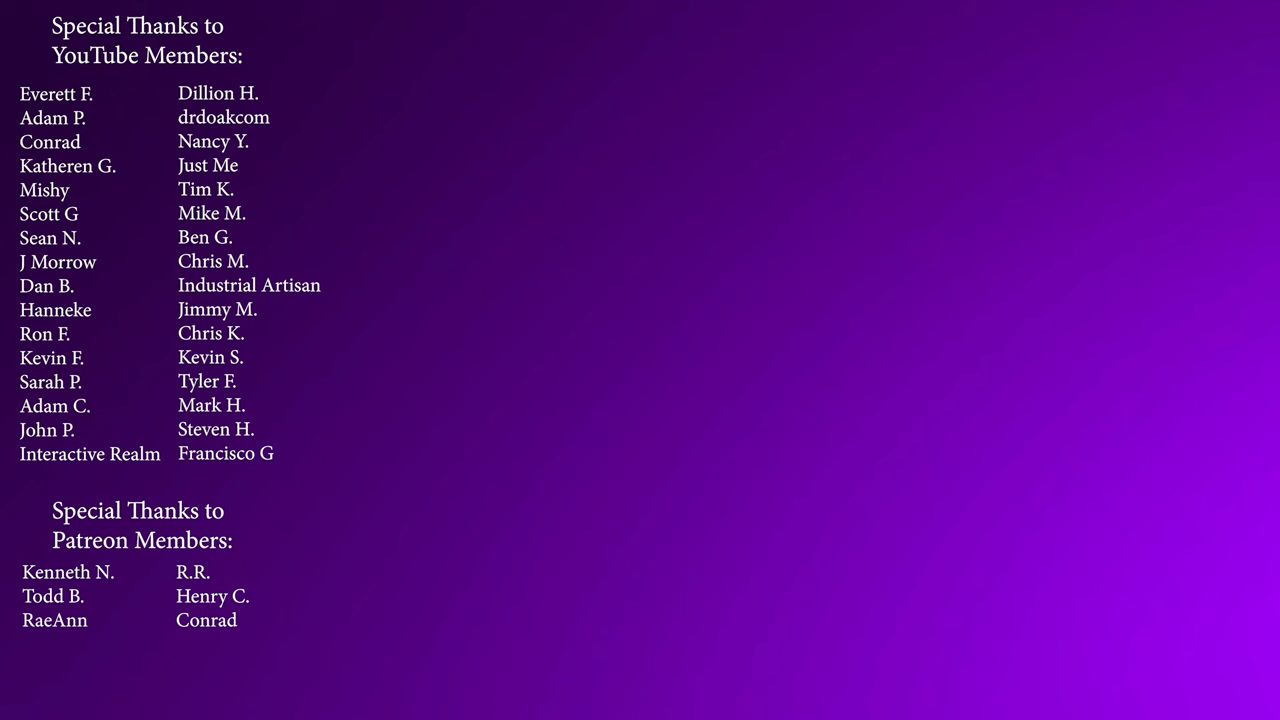 Special Thanks to
YouTube Members:
Everett F.
Adam P.
Conrad
Katheren G.
Mishy
Scott G
Sean N.
J Morrow
Dan B.
Hanneke
Ron F.
Kevin F.
Sarah P.
Adam C.
John P.
Interactive Realm
Dillion H.
drdoakcom
Nancy Y.
Just Me
Tim K.
Mike M.
Ben G.
Chris M.
Industrial Artisan
Jimmy M.
Chris K.
Kevin S.
Tyler F.
Mark H.
Steven H.
Francisco G
Special Thanks to
Patreon Members:
Kenneth N.
Todd B.
RaeAnn
R.R.
Henry C.
Conrad